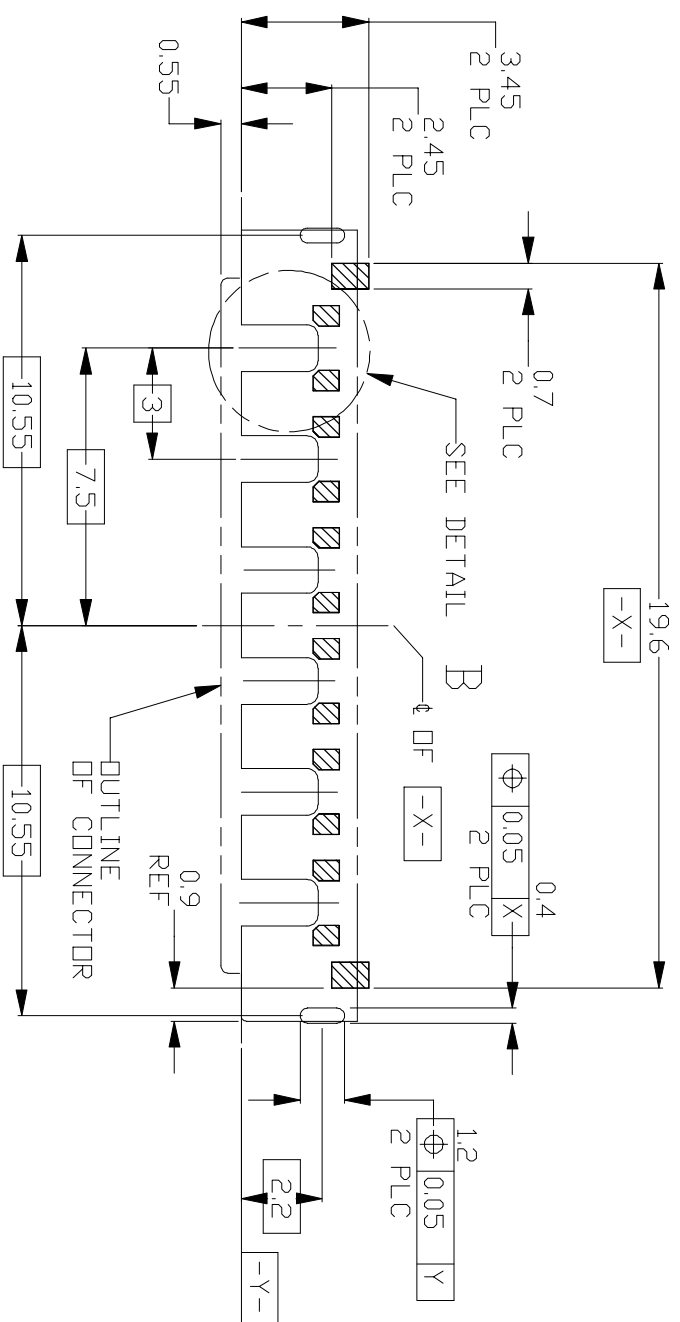 19,6
-X-
0,7
2 PLC
3,45
2 PLC
2,45
2 PLC
0,55
SEE DETAIL B
℄ OF -X-
0,4
⌖ 0,05 X
2 PLC
1,2
⌖ 0,05 Y
2 PLC
10,55
7,5
3
OUTLINE
OF CONNECTOR
10,55
0,9
REF
2,2
-Y-